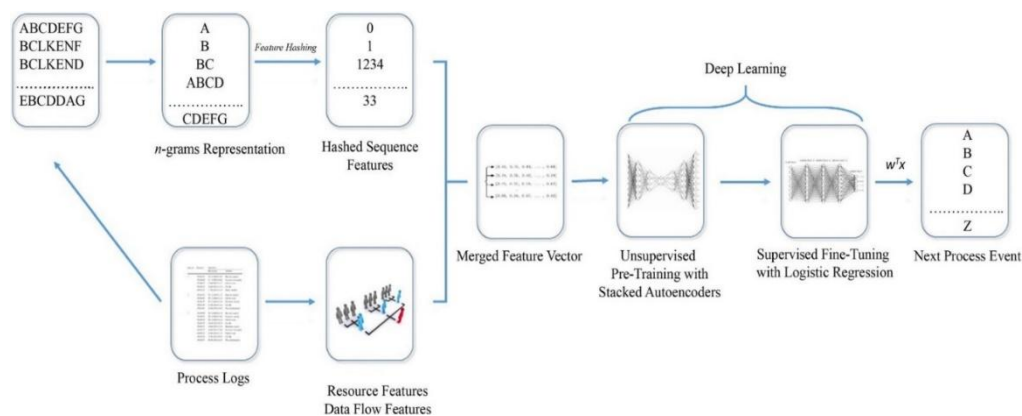 ABCDEFG
BCLKENF
BCLKEND
EBCDDAG
A
B
BC
ABCD
CDEFG
n-grams Representation
Feature Hashing
0
1
1234
33
Hashed Sequence
Features
Process Logs
Resource Features
Data Flow Features
Merged Feature Vector
Deep Learning
Unsupervised
Pre-Training with
Stacked Autoencoders
Supervised Fine-Tuning
with Logistic Regression
wᵀx
A
B
C
D
Z
Next Process Event